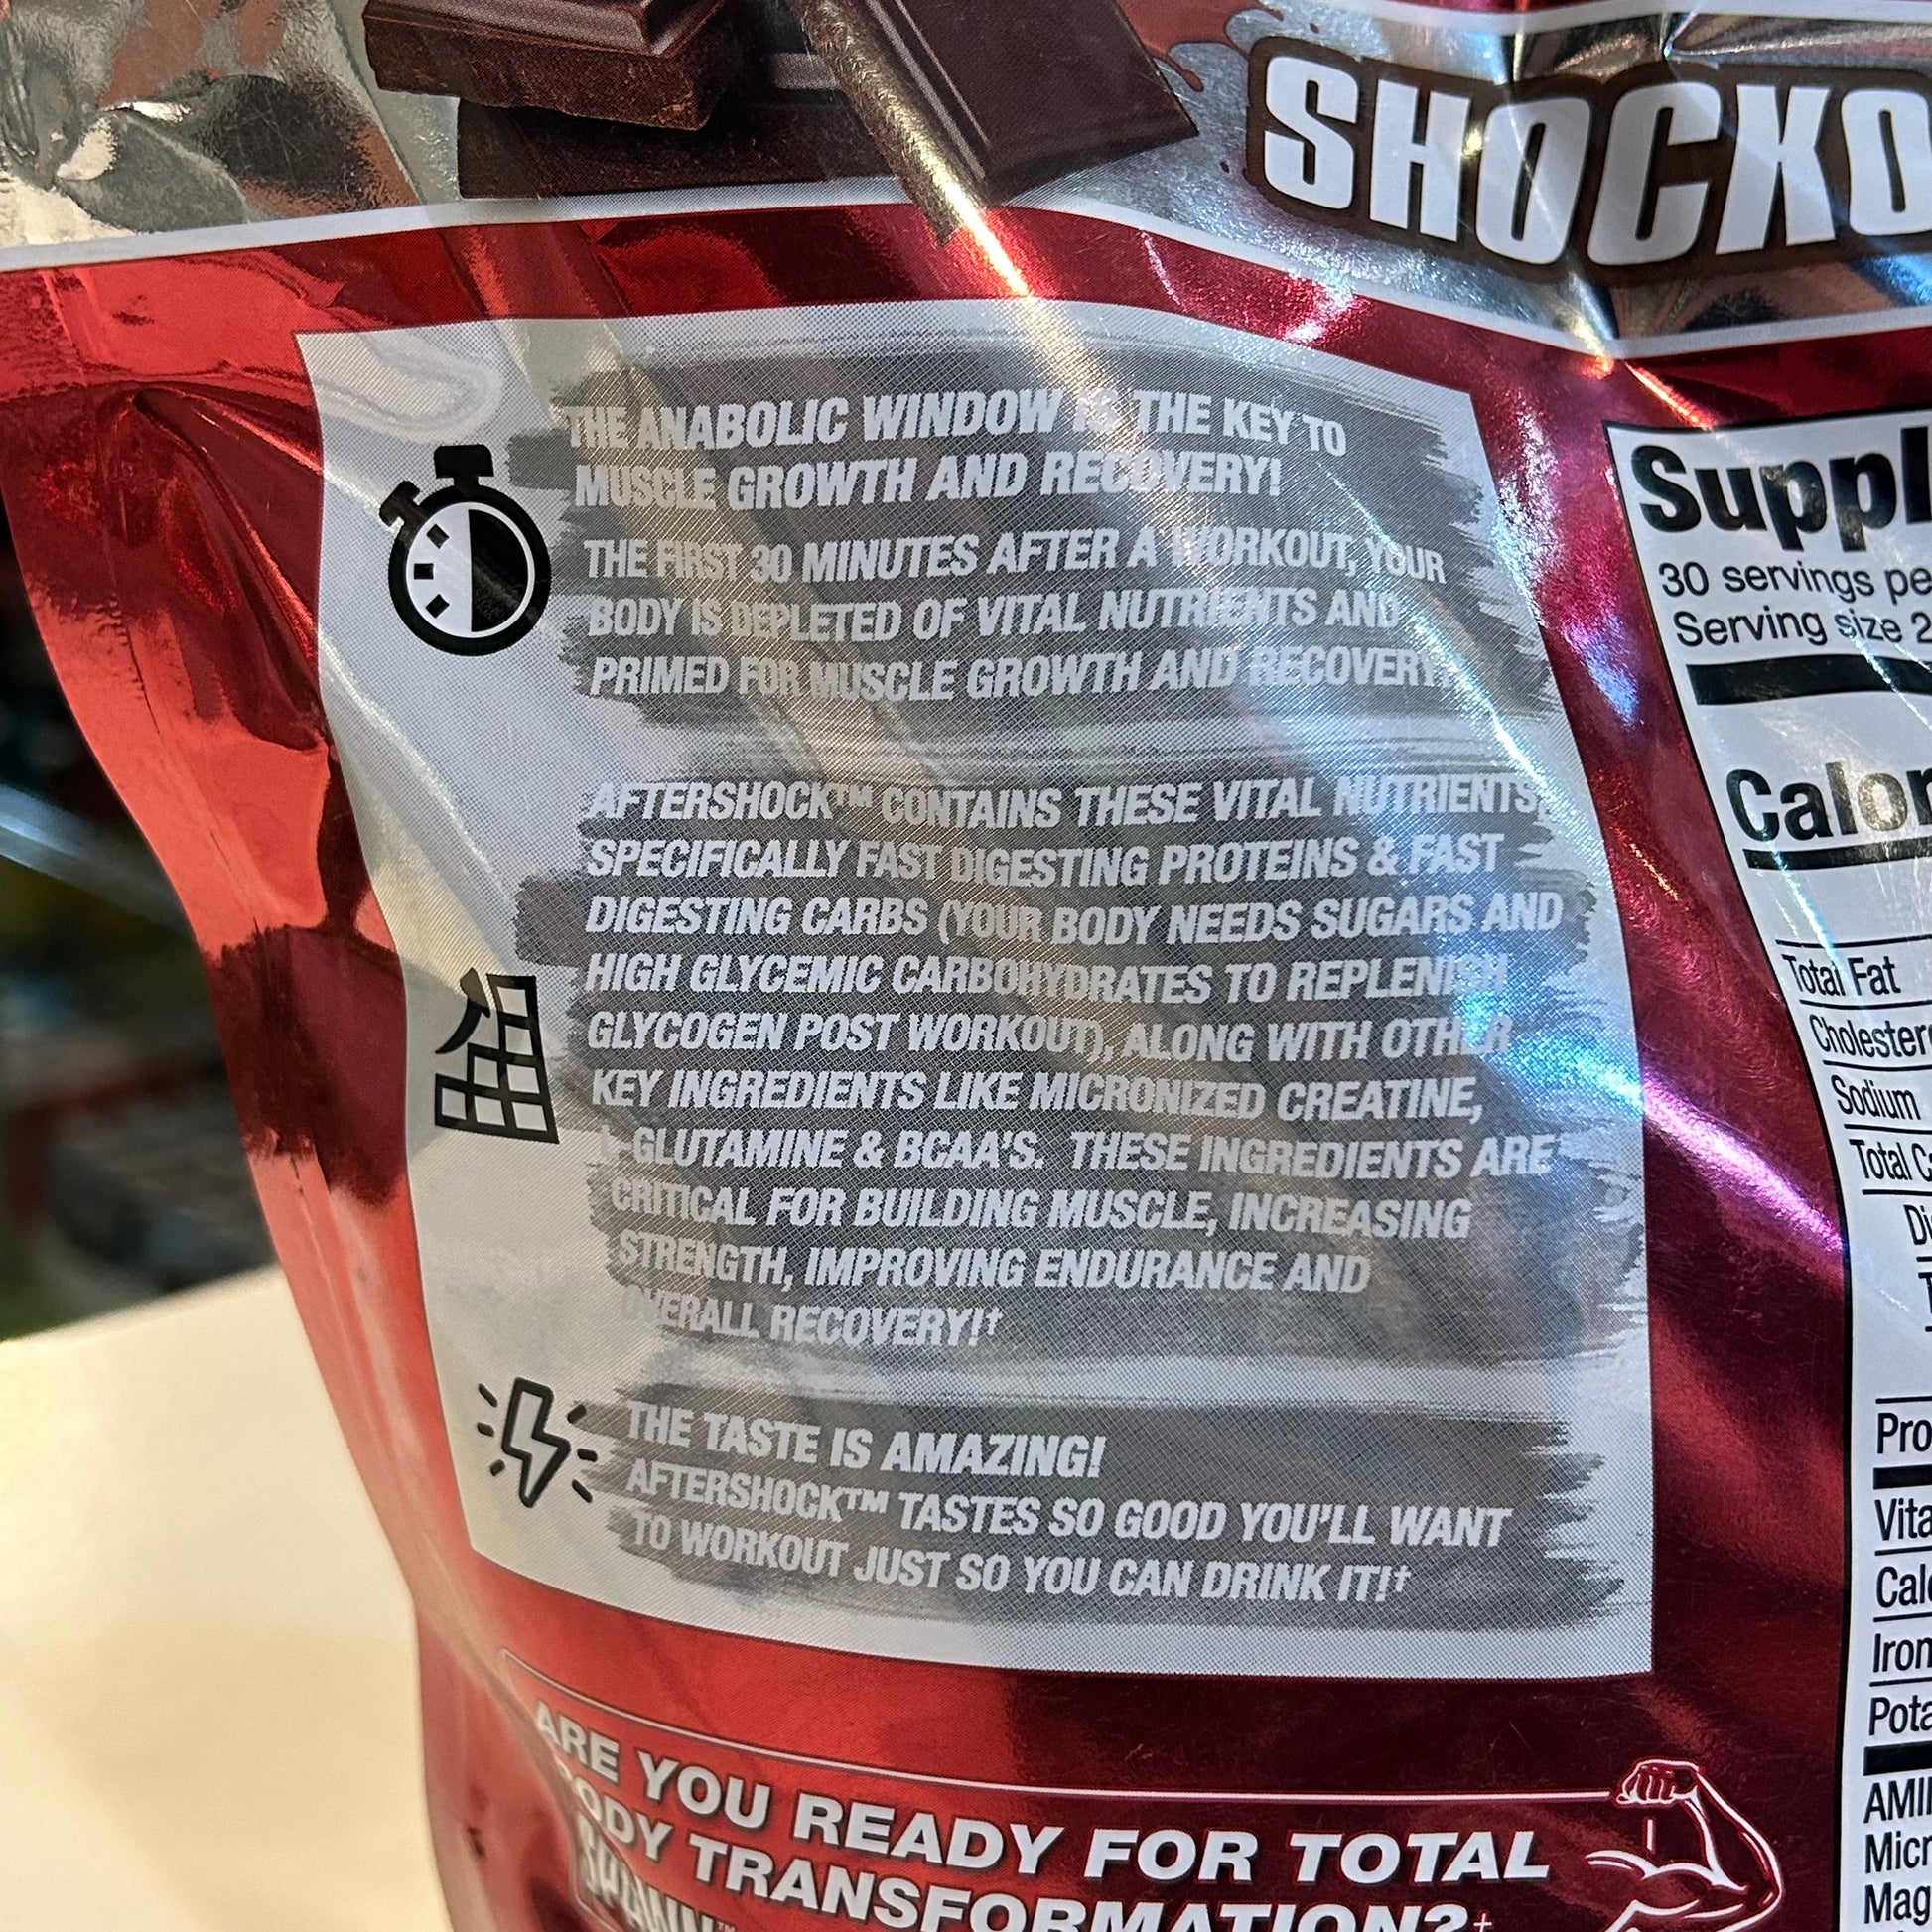 SHOCKO
THE ANABOLIC WINDOW IS THE KEY TO
MUSCLE GROWTH AND RECOVERY!
THE FIRST 30 MINUTES AFTER A WORKOUT, YOUR
BODY IS DEPLETED OF VITAL NUTRIENTS AND
PRIMED FOR MUSCLE GROWTH AND RECOVERY.
AFTERSHOCK™ CONTAINS THESE VITAL NUTRIENTS,
SPECIFICALLY FAST DIGESTING PROTEINS & FAST
DIGESTING CARBS (YOUR BODY NEEDS SUGARS AND
HIGH GLYCEMIC CARBOHYDRATES TO REPLENISH
GLYCOGEN POST WORKOUT), ALONG WITH OTHER
KEY INGREDIENTS LIKE MICRONIZED CREATINE,
L-GLUTAMINE & BCAA'S. THESE INGREDIENTS ARE
CRITICAL FOR BUILDING MUSCLE, INCREASING
STRENGTH, IMPROVING ENDURANCE AND
OVERALL RECOVERY!†
THE TASTE IS AMAZING!
AFTERSHOCK™ TASTES SO GOOD YOU'LL WANT
TO WORKOUT JUST SO YOU CAN DRINK IT!†
ARE YOU READY FOR TOTAL
BODY TRANSFORMATION?†
Suppl
30 servings pe
Serving size 2
Calor
Total Fat
Cholester
Sodium
Total C
Di
Pro
Vita
Calc
Iron
Pota
AMI
Micr
Mag